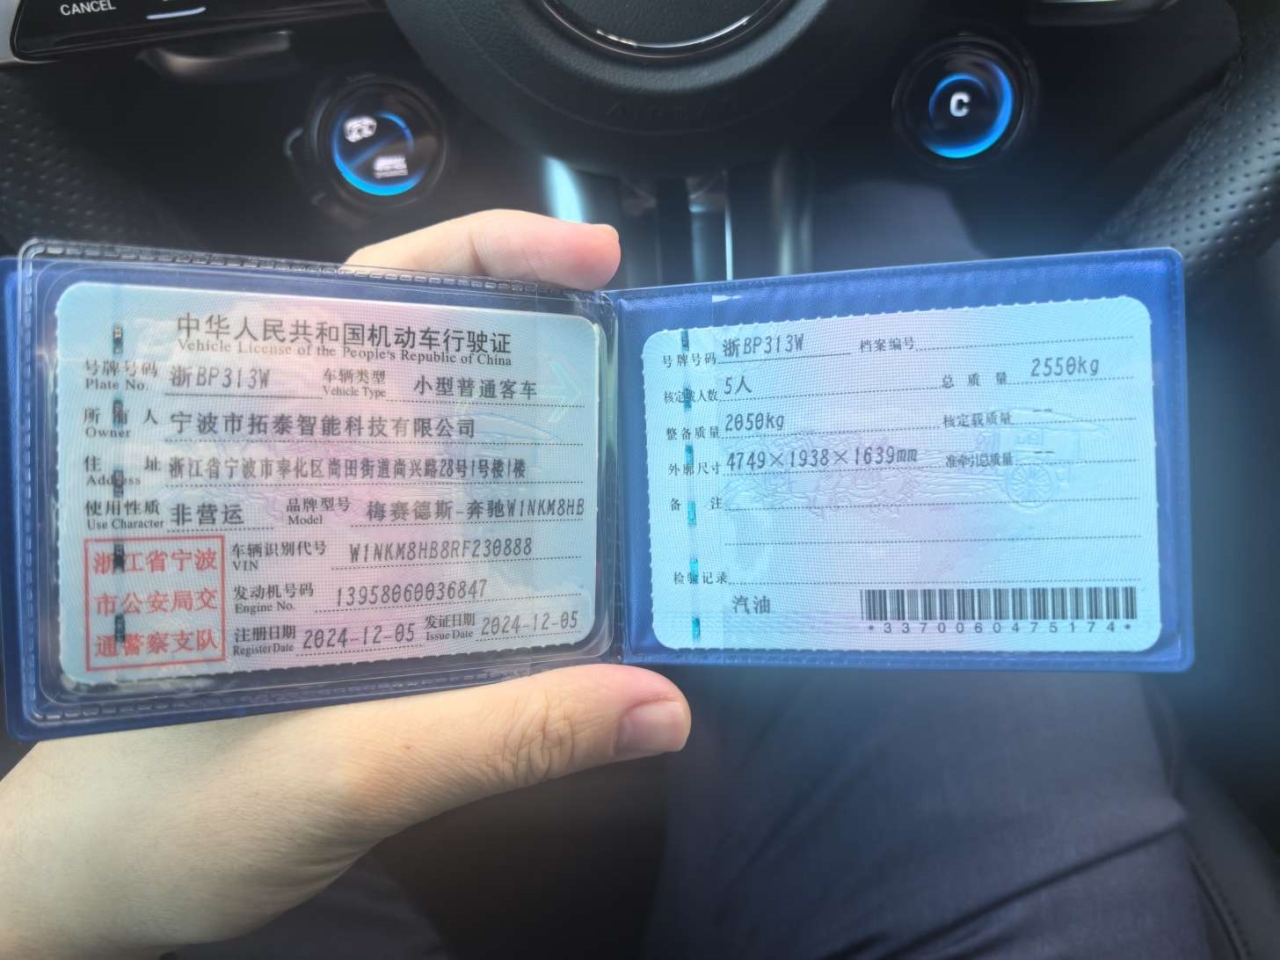 CANCEL
C
中华人民共和国机动车行驶证
Vehicle License of the People's Republic of China
号牌号码 浙BP313W 车辆类型 小型普通客车
Plate No. Vehicle Type
所有人 宁波市拓泰智能科技有限公司
Owner
住址 浙江省宁波市奉化区尚田街道尚兴路28号1号楼1楼
Address
使用性质 非营运 品牌型号 梅赛德斯-奔驰W1NKM8HB
Use Character Model
浙江省宁波
市公安局交
通警察支队
车辆识别代号 W1NKM8HB8RF230888
VIN
发动机号码 13958060036847
Engine No.
注册日期 2024-12-05 发证日期 2024-12-05
Register Date Issue Date
号牌号码 浙BP313W 档案编号
核定载人数 5人 总质量 2550kg
整备质量 2050kg 核定载质量 --
外廓尺寸 4749×1938×1639mm 准牵引总质量 --
备注
检验记录
汽油
*3370060475174*